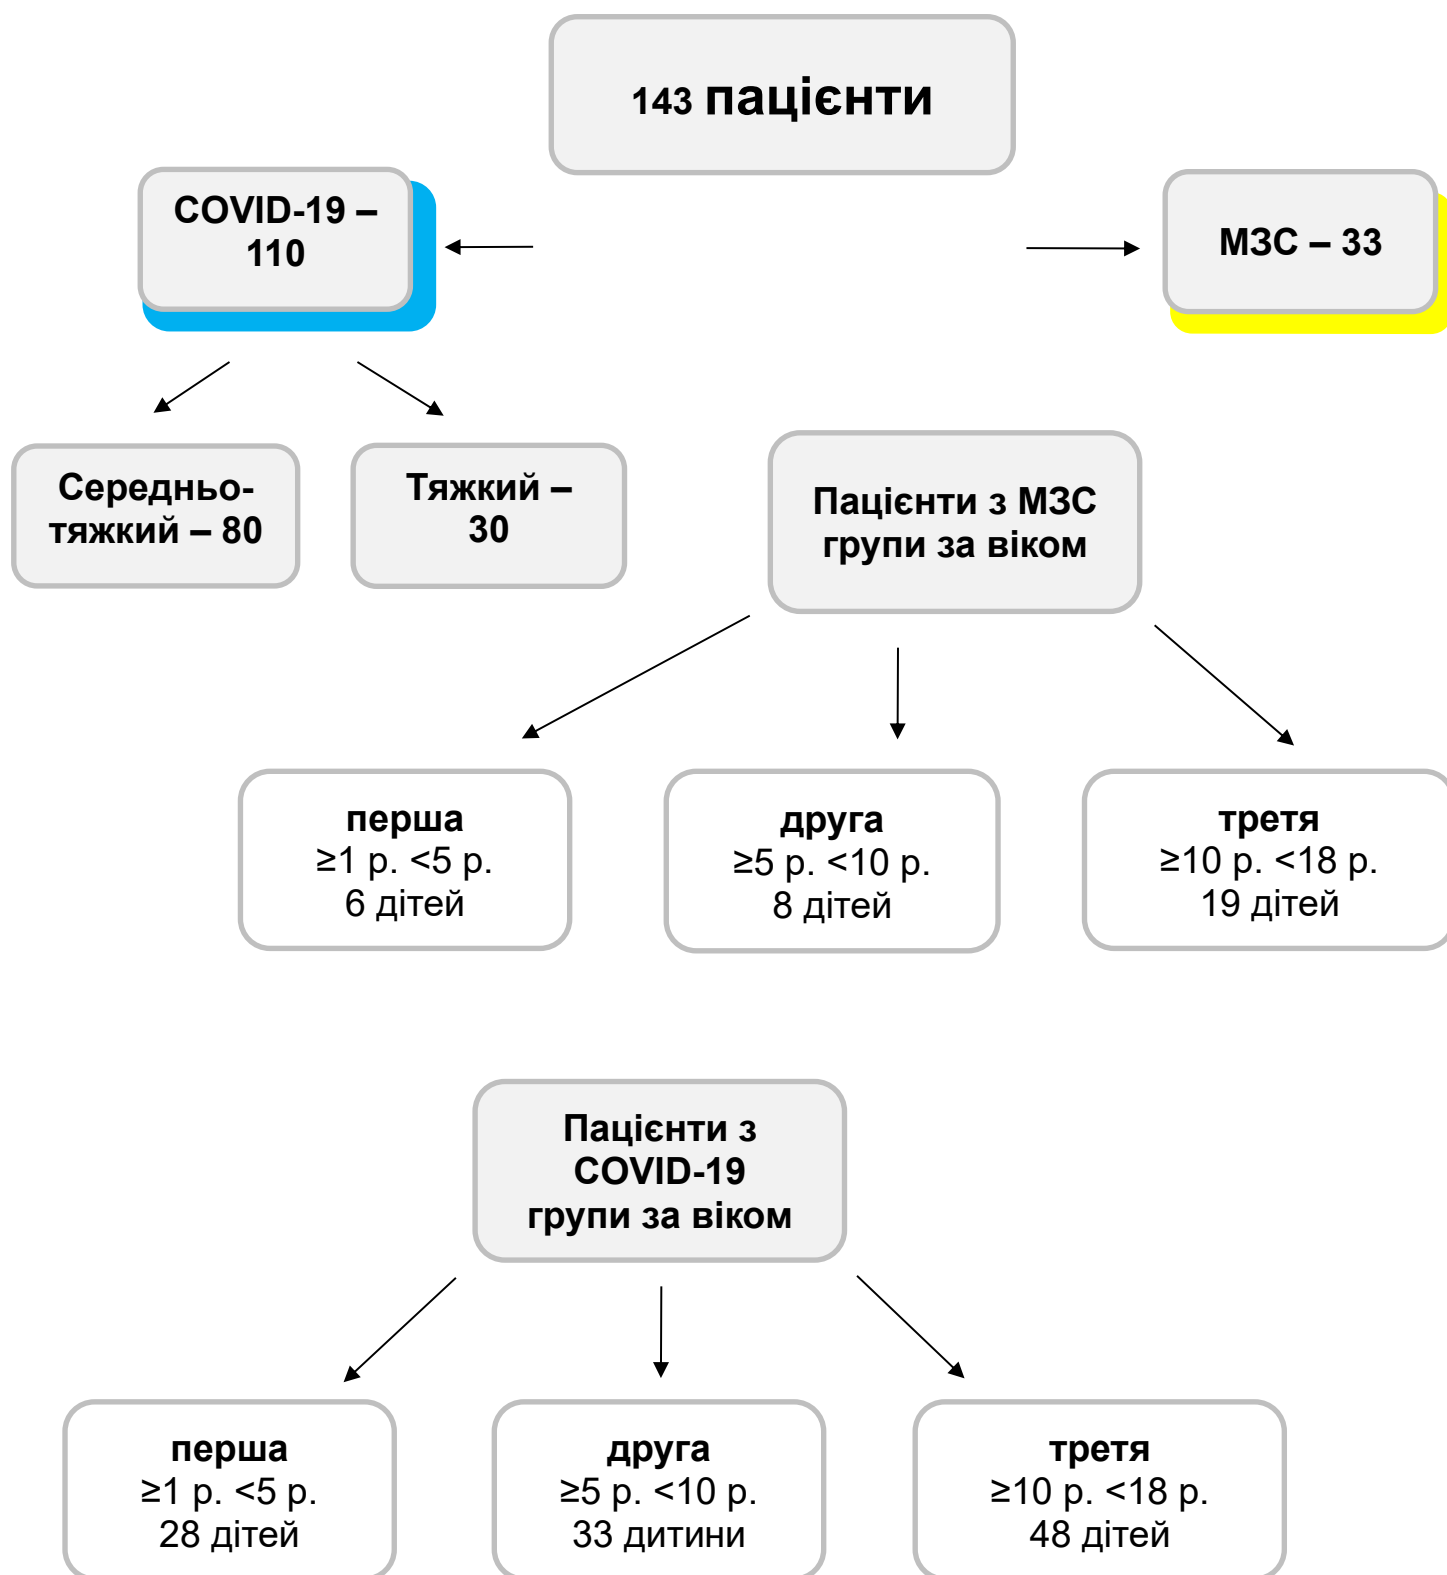 143 пацієнти
COVID-19 –
110
МЗС – 33
Середньо-
тяжкий – 80
Тяжкий –
30
Пацієнти з МЗС
групи за віком
перша
≥1 р. <5 р.
6 дітей
друга
≥5 р. <10 р.
8 дітей
третя
≥10 р. <18 р.
19 дітей
Пацієнти з
COVID-19
групи за віком
перша
≥1 р. <5 р.
28 дітей
друга
≥5 р. <10 р.
33 дитини
третя
≥10 р. <18 р.
48 дітей